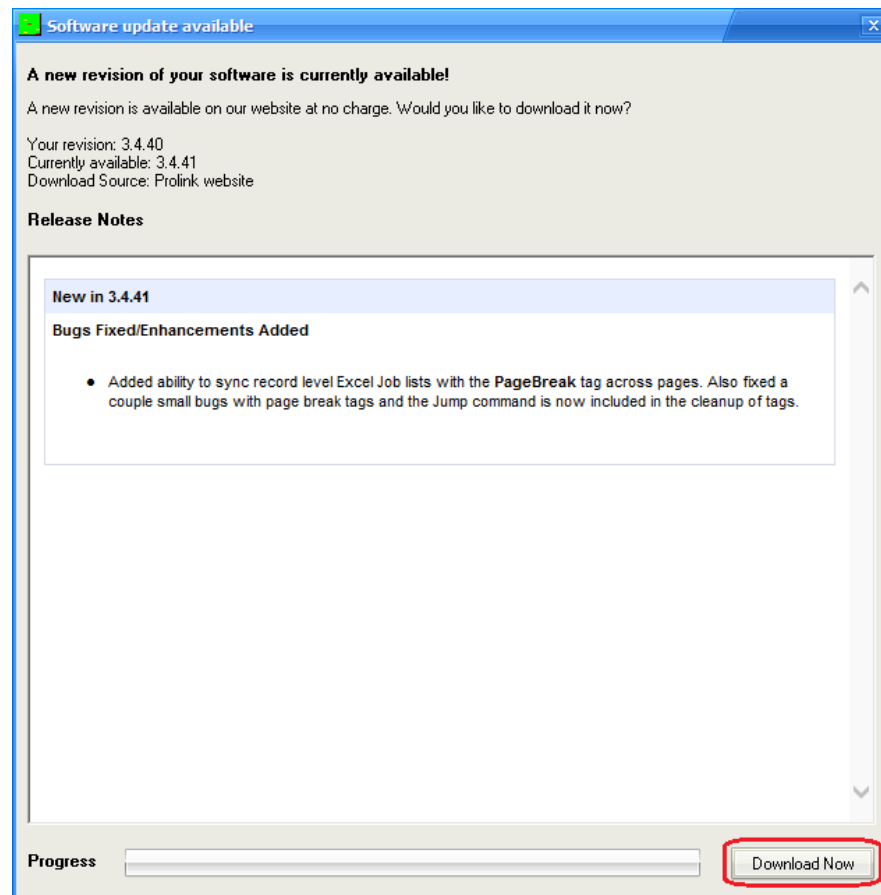 Software update available
A new revision of your software is currently available!
A new revision is available on our website at no charge. Would you like to download it now?
Your revision: 3.4.40
Currently available: 3.4.41
Download Source: Prolink website
Release Notes
New in 3.4.41
Bugs Fixed/Enhancements Added
• Added ability to sync record level Excel Job lists with the PageBreak tag across pages. Also fixed a
couple small bugs with page break tags and the Jump command is now included in the cleanup of tags.
Progress
Download Now